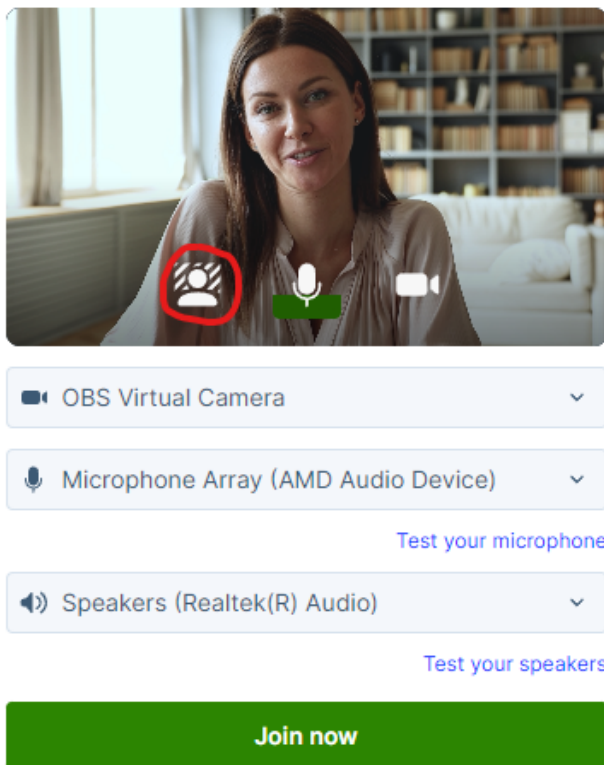 OBS Virtual Camera
Microphone Array (AMD Audio Device)
Test your microphone
Speakers (Realtek(R) Audio)
Test your speakers
Join now